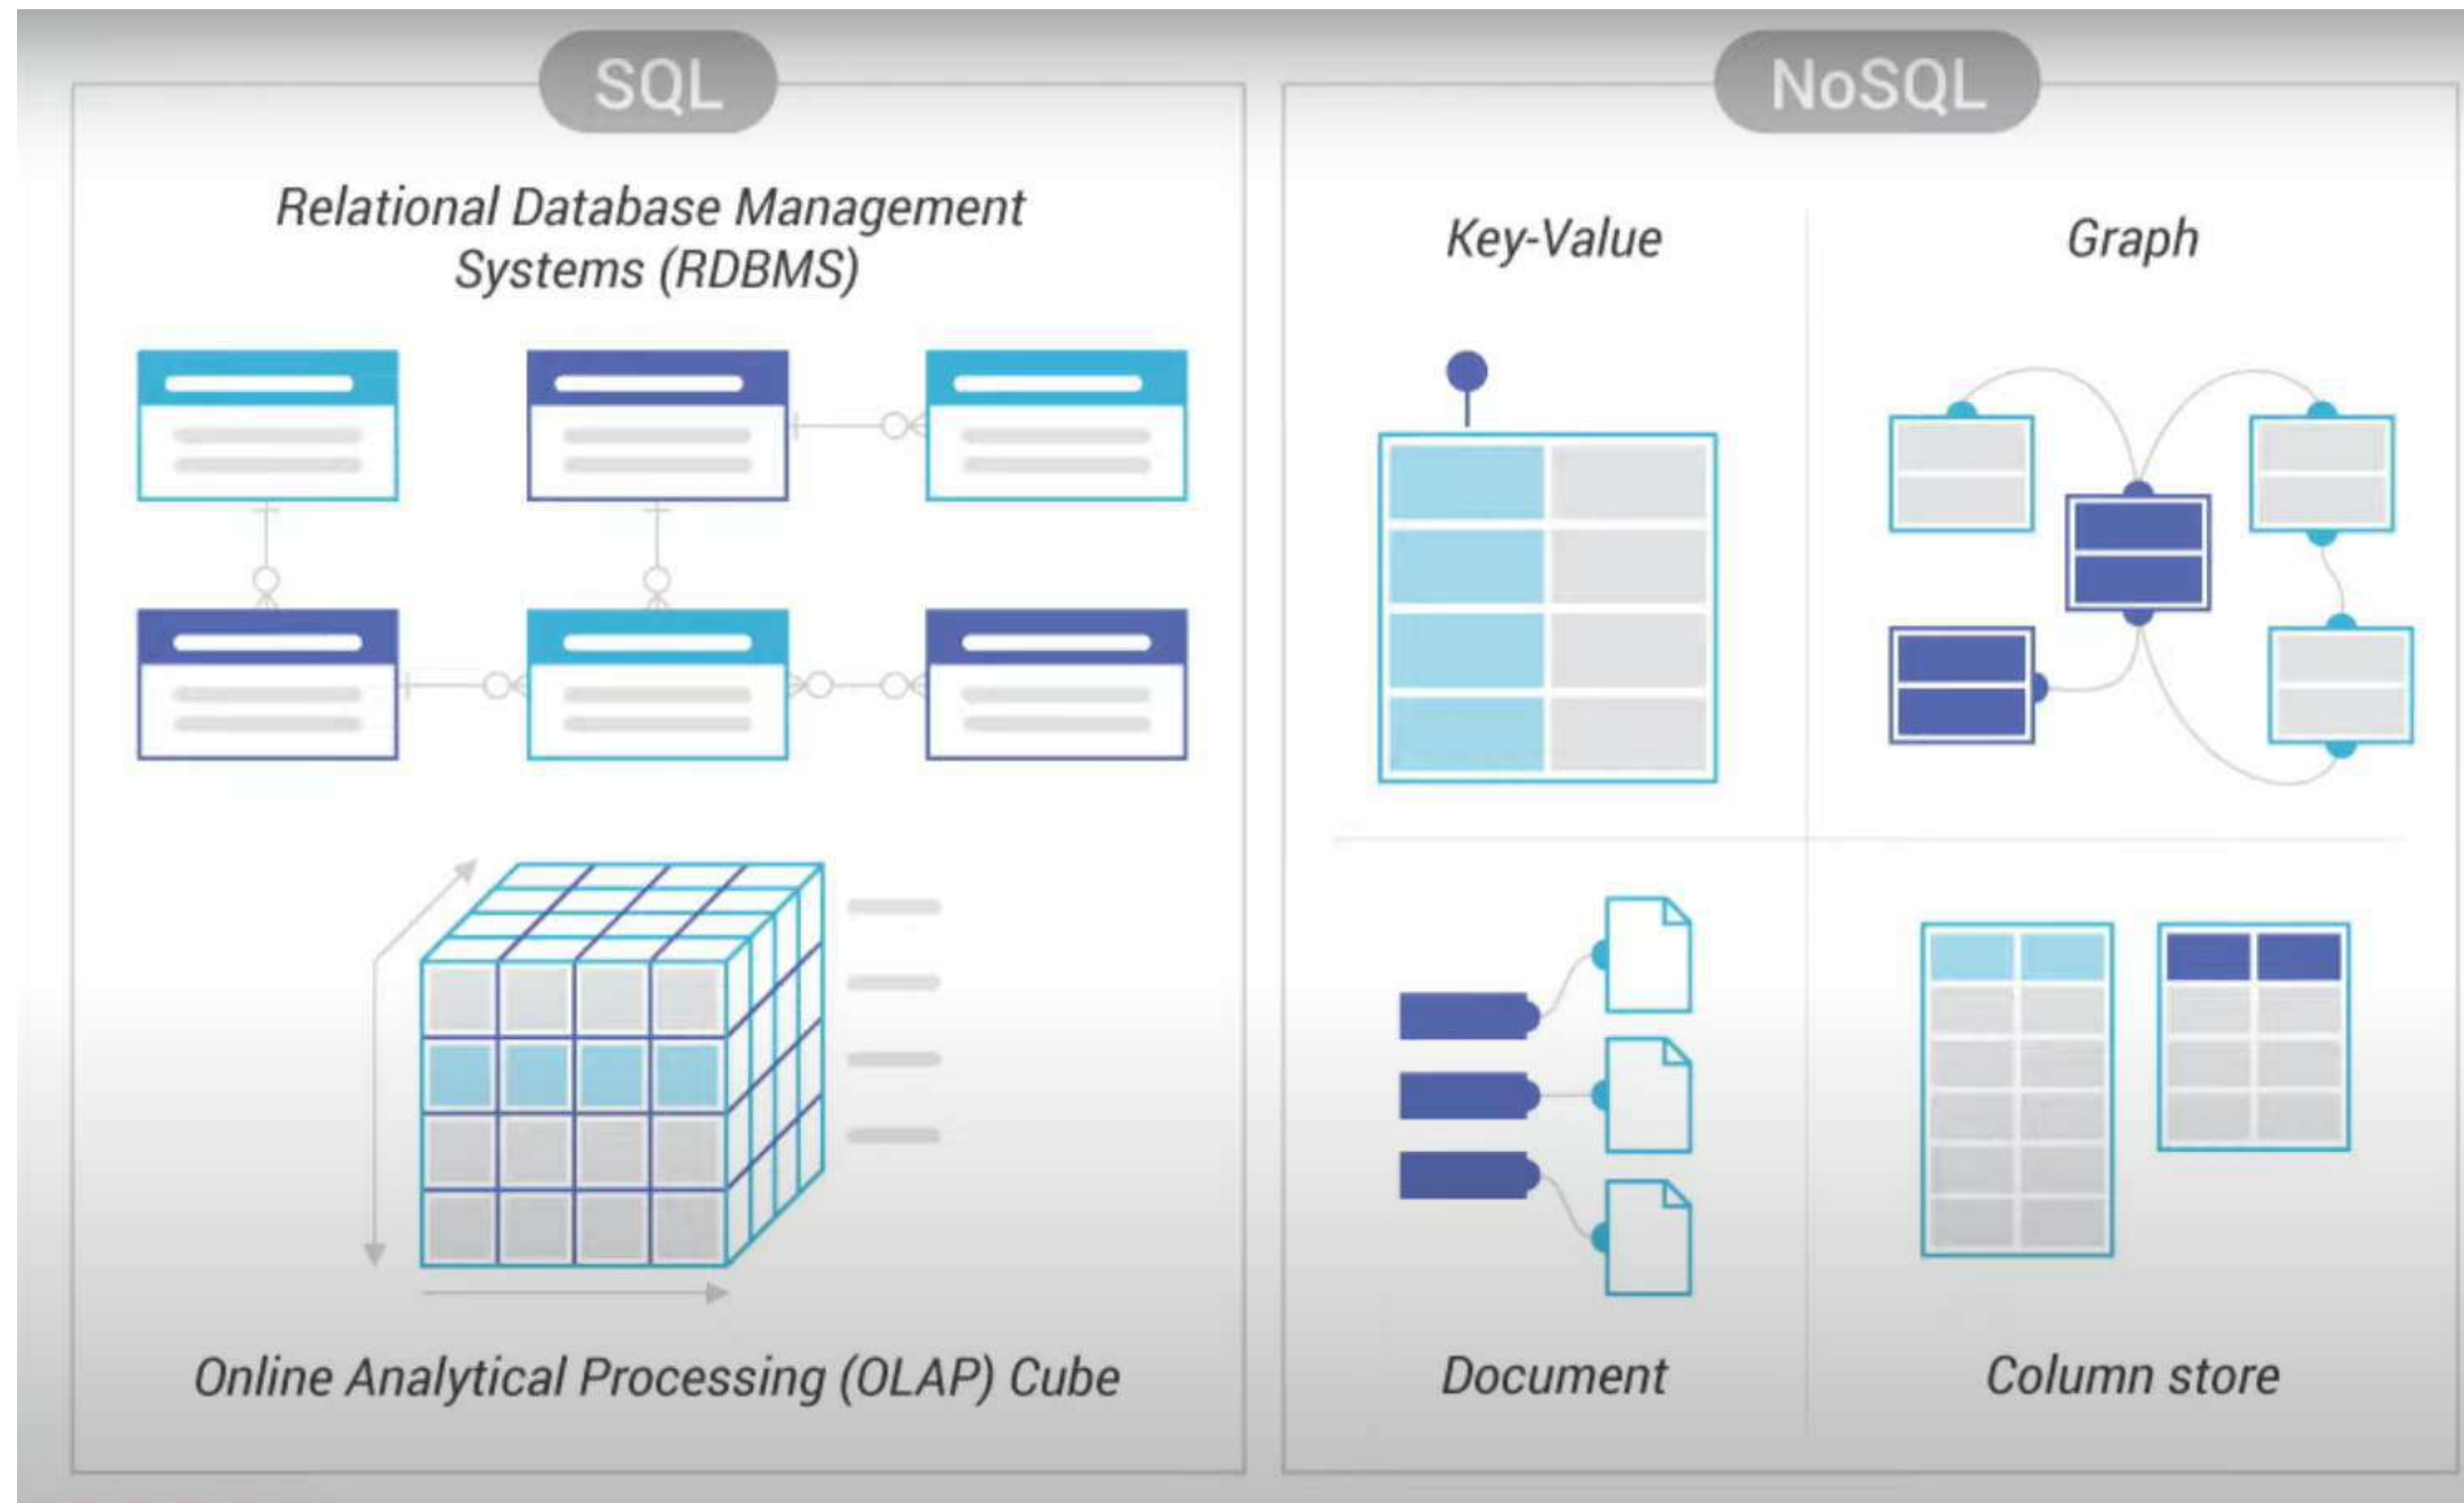 SQL
Relational Database Management
Systems (RDBMS)
Online Analytical Processing (OLAP) Cube
NoSQL
Key-Value
Graph
Document
Column store